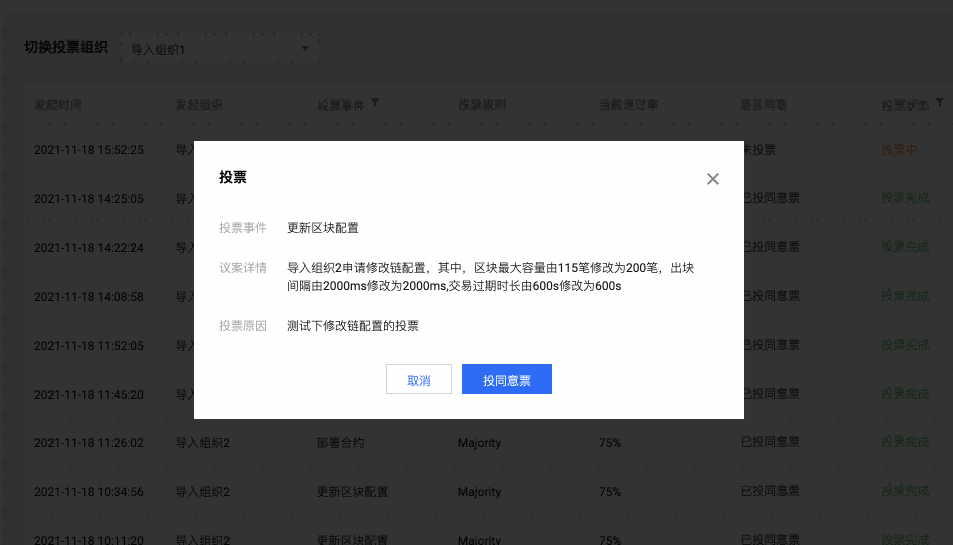 切换投票组织 导入组织1
发起时间 发起组织 投票事件 投票规则 当前通过率 是否同意 投票状态
2021-11-18 15:52:25 导入 未投票 投票中
投票
2021-11-18 14:25:05 导入 已投同意票 投票完成
投票事件 更新区块配置
2021-11-18 14:22:24 导入 已投同意票 投票完成
议案详情 导入组织2申请修改链配置，其中，区块最大容量由115笔修改为200笔，出块
间隔由2000ms修改为2000ms,交易过期时长由600s修改为600s
2021-11-18 14:08:58 导入 已投同意票 投票完成
投票原因 测试下修改链配置的投票
2021-11-18 11:52:05 导入 已投同意票 投票完成
取消 投同意票
2021-11-18 11:45:20 导入 已投同意票 投票完成
2021-11-18 11:26:02 导入组织2 部署合约 Majority 75% 已投同意票 投票完成
2021-11-18 10:34:56 导入组织2 更新区块配置 Majority 75% 已投同意票 投票完成
2021-11-18 10:11:20 导入组织2 更新区块配置 Majority 75% 已投同意票 投票完成